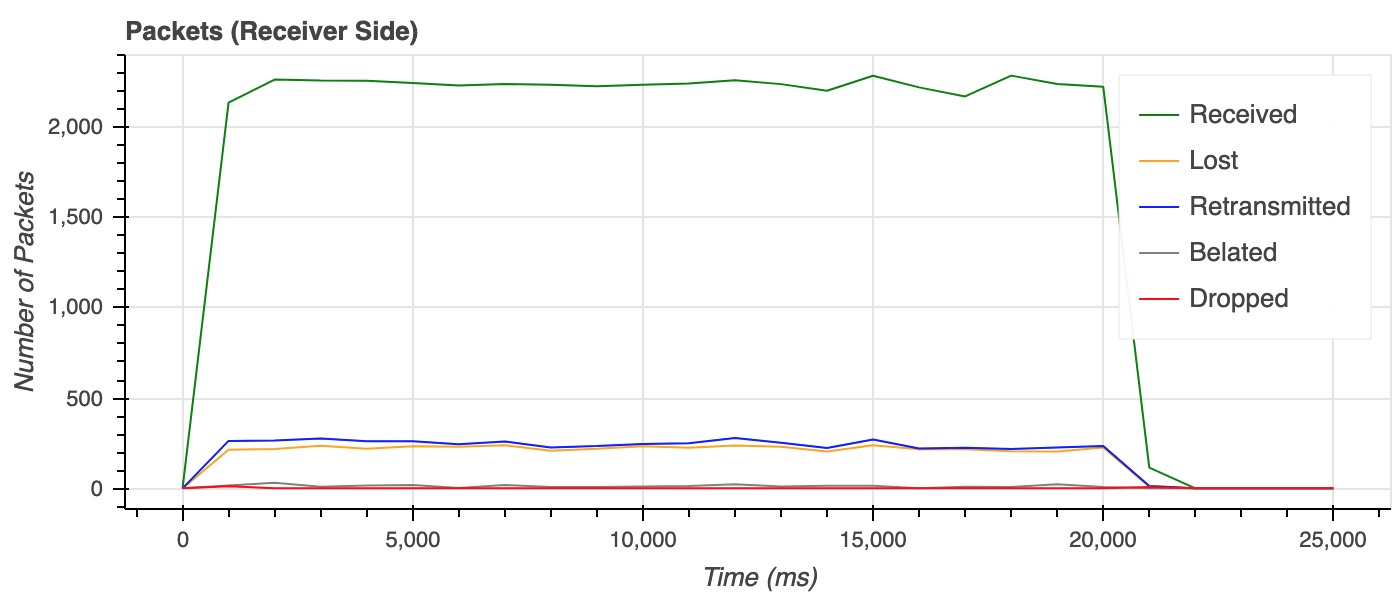 Packets (Receiver Side)
Number of Packets
2,000
1,500
1,000
500
0
Received
Lost
Retransmitted
Belated
Dropped
0
5,000
10,000
15,000
20,000
25,000
Time (ms)